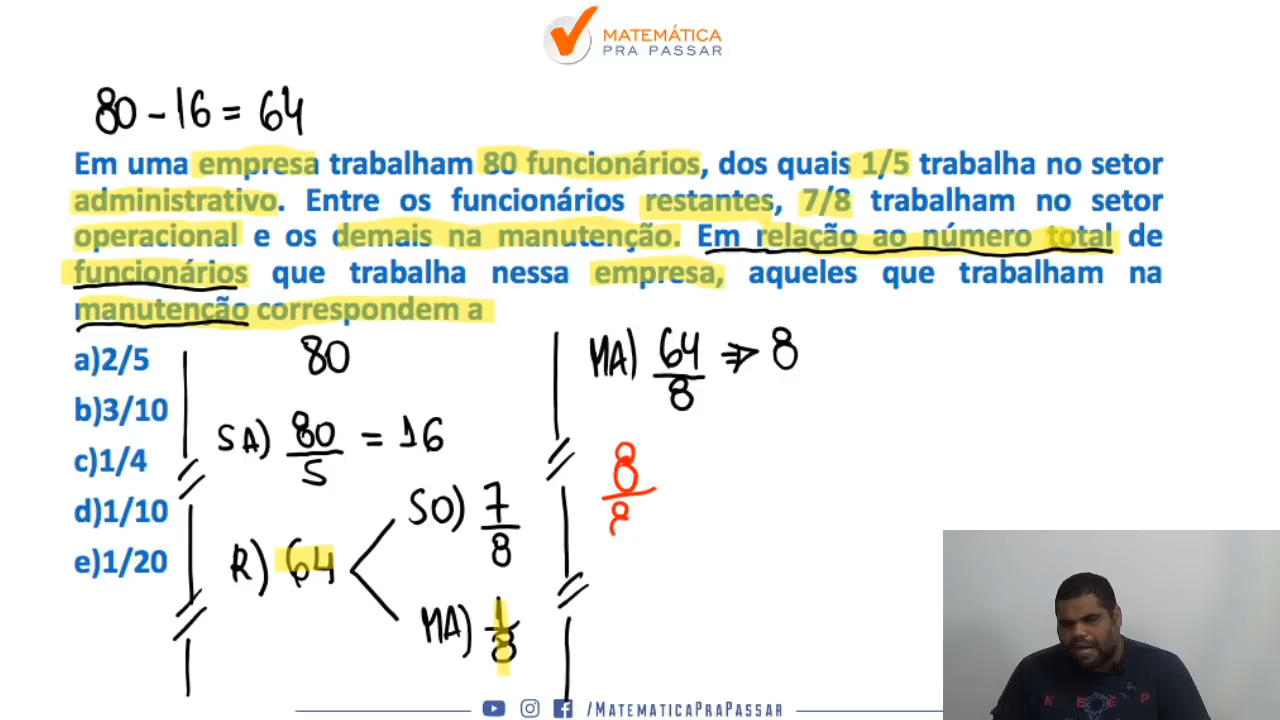 MATEMÁTICA
PRA PASSAR
80 - 16 = 64
Em uma empresa trabalham 80 funcionários, dos quais 1/5 trabalha no setor
administrativo. Entre os funcionários restantes, 7/8 trabalham no setor
operacional e os demais na manutenção. Em relação ao número total de
funcionários que trabalha nessa empresa, aqueles que trabalham na
manutenção correspondem a
a)2/5
b)3/10
c)1/4
d)1/10
e)1/20
80
SA) 80/5 = 16
R) 64
SO) 7/8
MA) 1/8
MA) 64/8 ⇒ 8
8
K E E P
/MATEMATICAPRAPASSAR